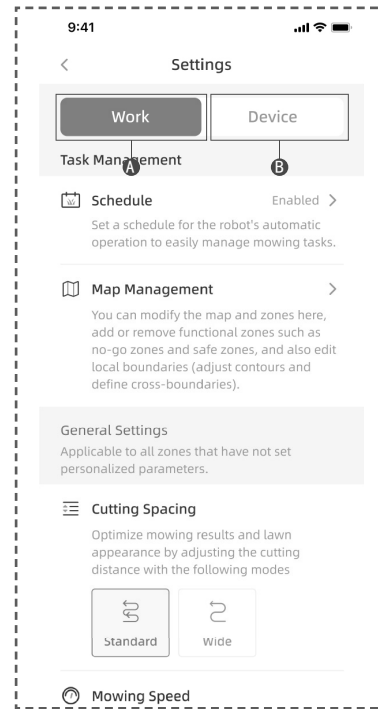 9:41
Settings
Work Device
A B
Task Management
Schedule Enabled
Set a schedule for the robot's automatic
operation to easily manage mowing tasks.
Map Management
You can modify the map and zones here,
add or remove functional zones such as
no-go zones and safe zones, and also edit
local boundaries (adjust contours and
define cross-boundaries).
General Settings
Applicable to all zones that have not set
personalized parameters.
Cutting Spacing
Optimize mowing results and lawn
appearance by adjusting the cutting
distance with the following modes
Standard Wide
Mowing Speed